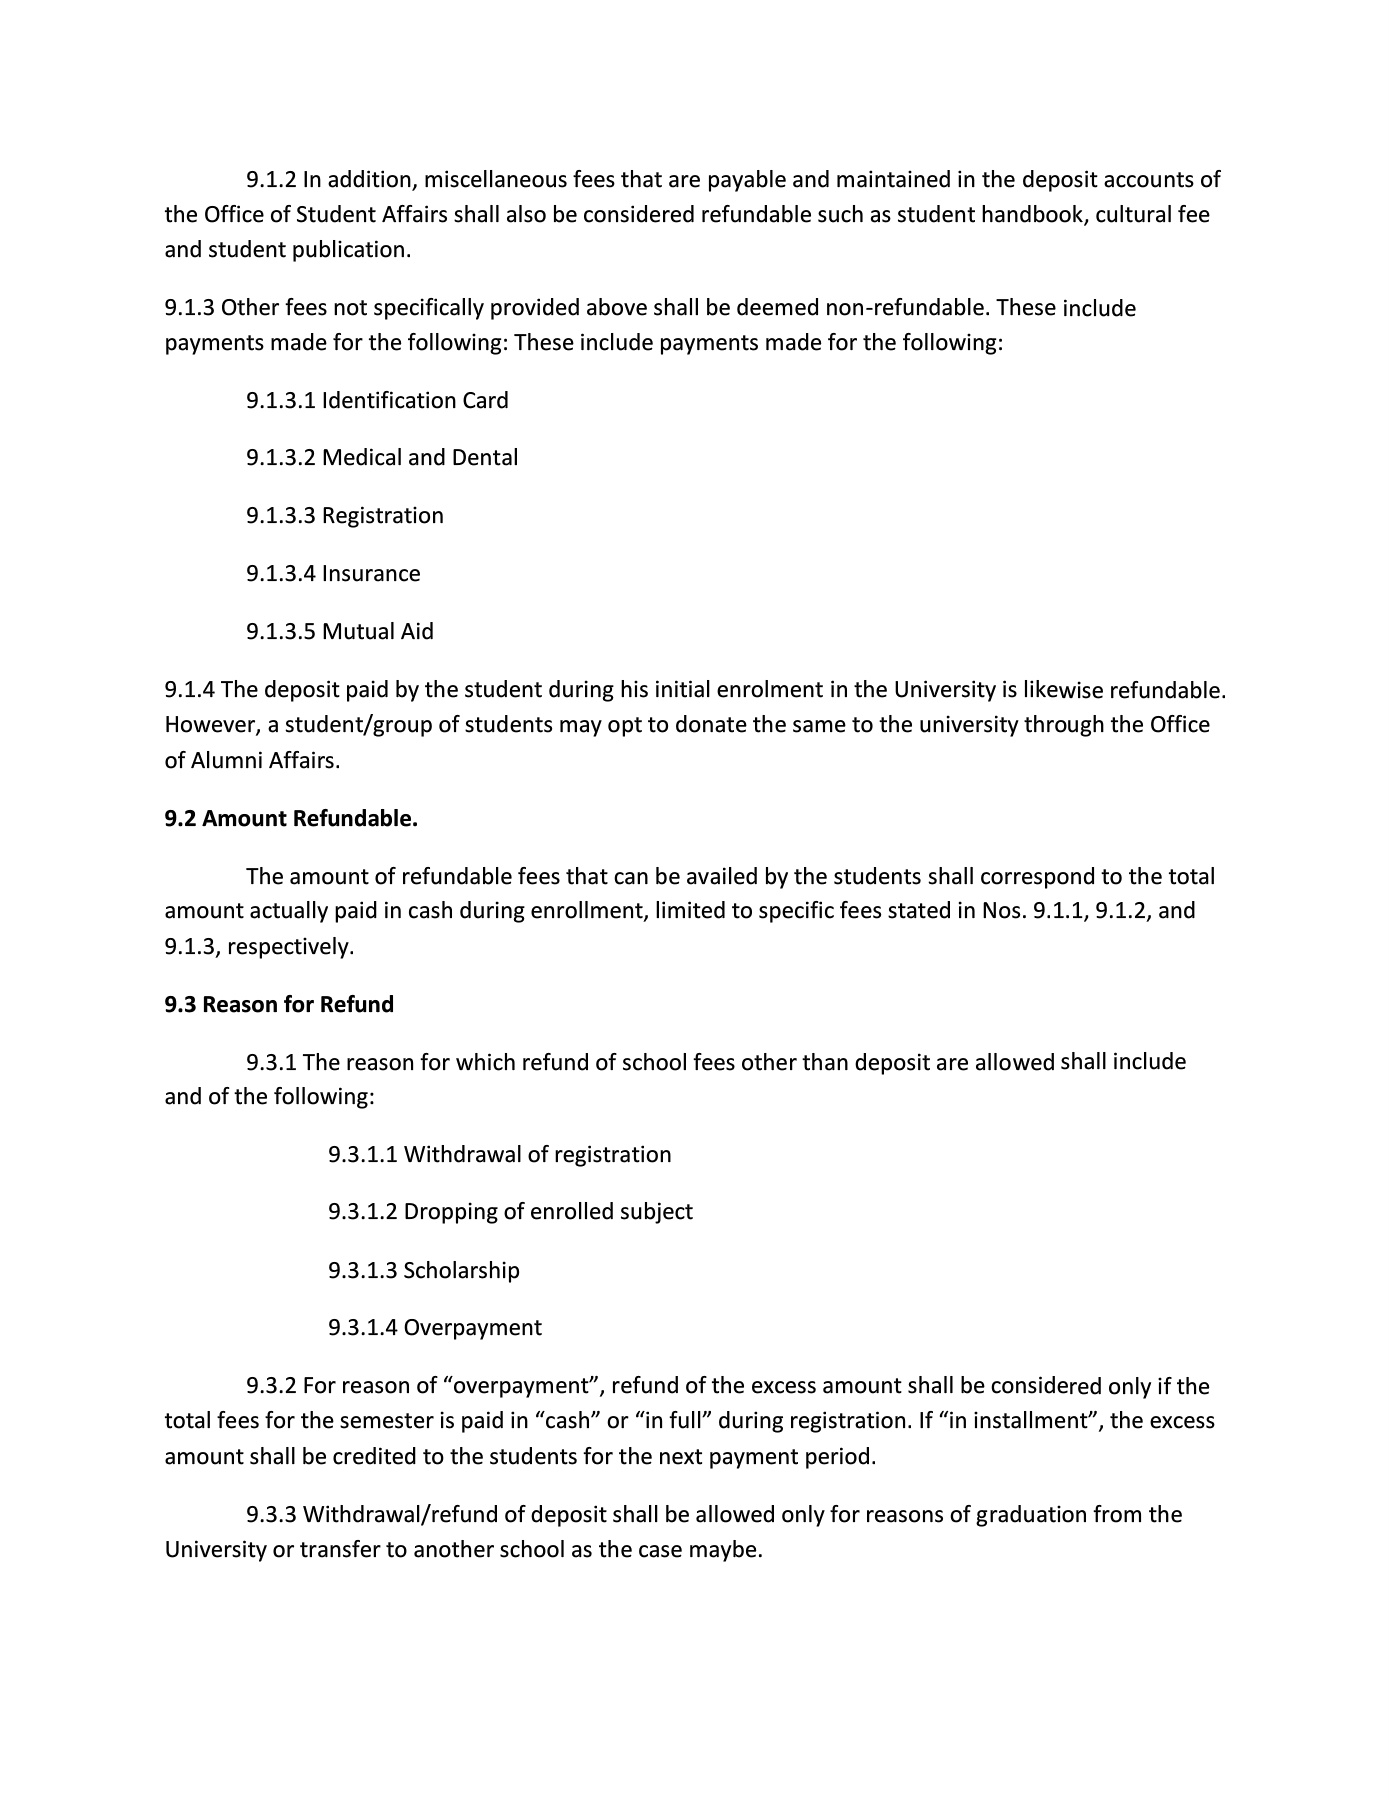 9.1.2 In addition, miscellaneous fees that are payable and maintained in the deposit accounts of
the Office of Student Affairs shall also be considered refundable such as student handbook, cultural fee
and student publication.
9.1.3 Other fees not specifically provided above shall be deemed non-refundable. These include
payments made for the following: These include payments made for the following:
9.1.3.1 Identification Card
9.1.3.2 Medical and Dental
9.1.3.3 Registration
9.1.3.4 Insurance
9.1.3.5 Mutual Aid
9.1.4 The deposit paid by the student during his initial enrolment in the University is likewise refundable.
However, a student/group of students may opt to donate the same to the university through the Office
of Alumni Affairs.
9.2 Amount Refundable.
The amount of refundable fees that can be availed by the students shall correspond to the total
amount actually paid in cash during enrollment, limited to specific fees stated in Nos. 9.1.1, 9.1.2, and
9.1.3, respectively.
9.3 Reason for Refund
9.3.1 The reason for which refund of school fees other than deposit are allowed shall include
and of the following:
9.3.1.1 Withdrawal of registration
9.3.1.2 Dropping of enrolled subject
9.3.1.3 Scholarship
9.3.1.4 Overpayment
9.3.2 For reason of “overpayment”, refund of the excess amount shall be considered only if the
total fees for the semester is paid in “cash” or “in full” during registration. If “in installment”, the excess
amount shall be credited to the students for the next payment period.
9.3.3 Withdrawal/refund of deposit shall be allowed only for reasons of graduation from the
University or transfer to another school as the case maybe.